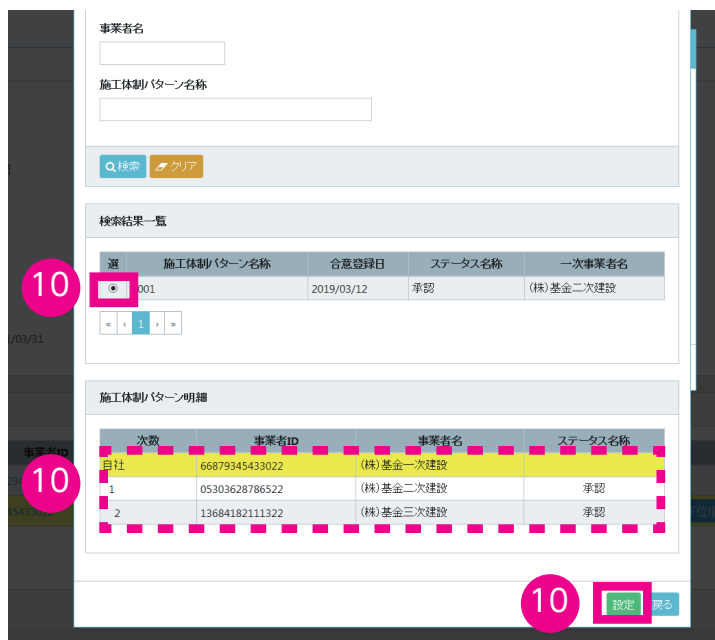 事業者名
施工体制パターン名称
検索 クリア
検索結果一覧
選 施工体制パターン名称 合意登録日 ステータス名称 一次事業者名
10
001 2019/03/12 承認 (株)基金二次建設
« ‹ 1 › »
/03/31
施工体制パターン明細
次数 事業者ID 事業者名 ステータス名称
事業者ID
自社 66879345433022 (株)基金一次建設
10
1 05303628786522 (株)基金二次建設 承認
2 13684182111322 (株)基金三次建設 承認
10
設定 戻る